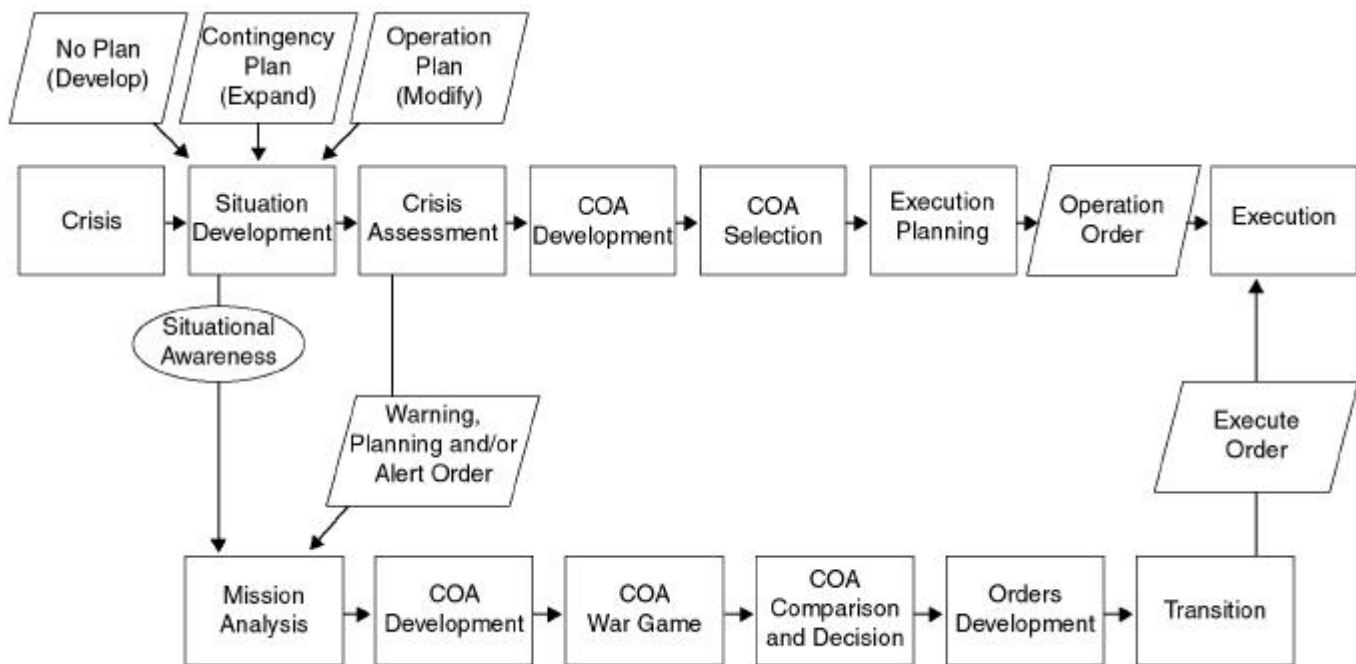 No Plan
(Develop)
Contingency
Plan
(Expand)
Operation
Plan
(Modify)
Crisis
Situation
Development
Crisis
Assessment
COA
Development
COA
Selection
Execution
Planning
Operation
Order
Execution
Situational
Awareness
Warning,
Planning and/or
Alert Order
Execute
Order
Mission
Analysis
COA
Development
COA
War Game
COA
Comparison
and Decision
Orders
Development
Transition